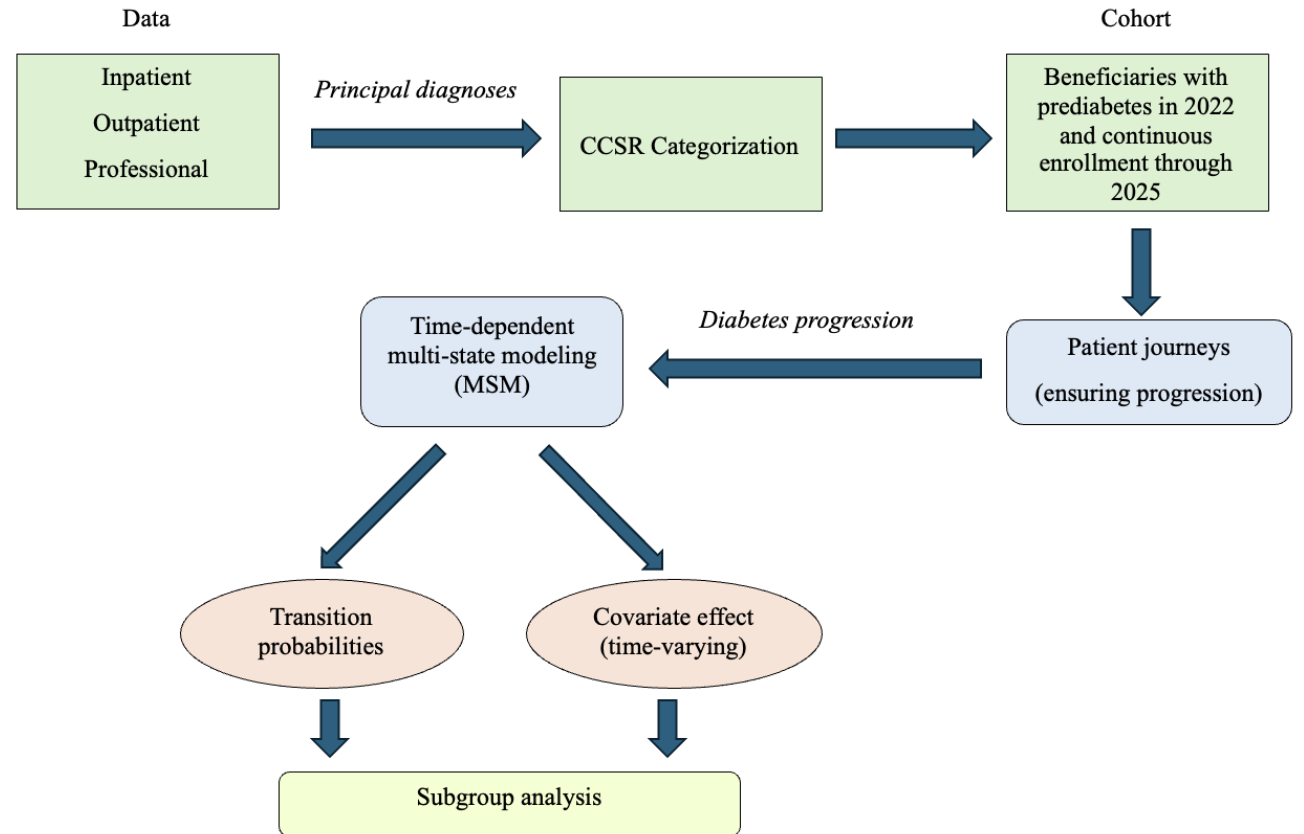 Data
Cohort
Inpatient
Outpatient
Professional
Principal diagnoses
CCSR Categorization
Beneficiaries with
prediabetes in 2022
and continuous
enrollment through
2025
Patient journeys
(ensuring progression)
Diabetes progression
Time-dependent
multi-state modeling
(MSM)
Transition
probabilities
Covariate effect
(time-varying)
Subgroup analysis